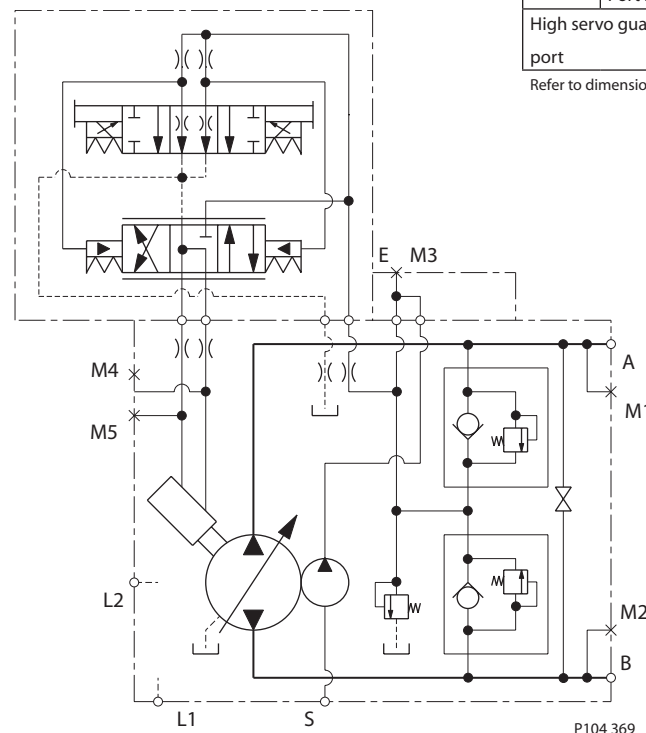 High servo gua
port
Refer to dimensio
E M3
M4
A
M1
M5
L2
M2
B
L1
S
P104 369